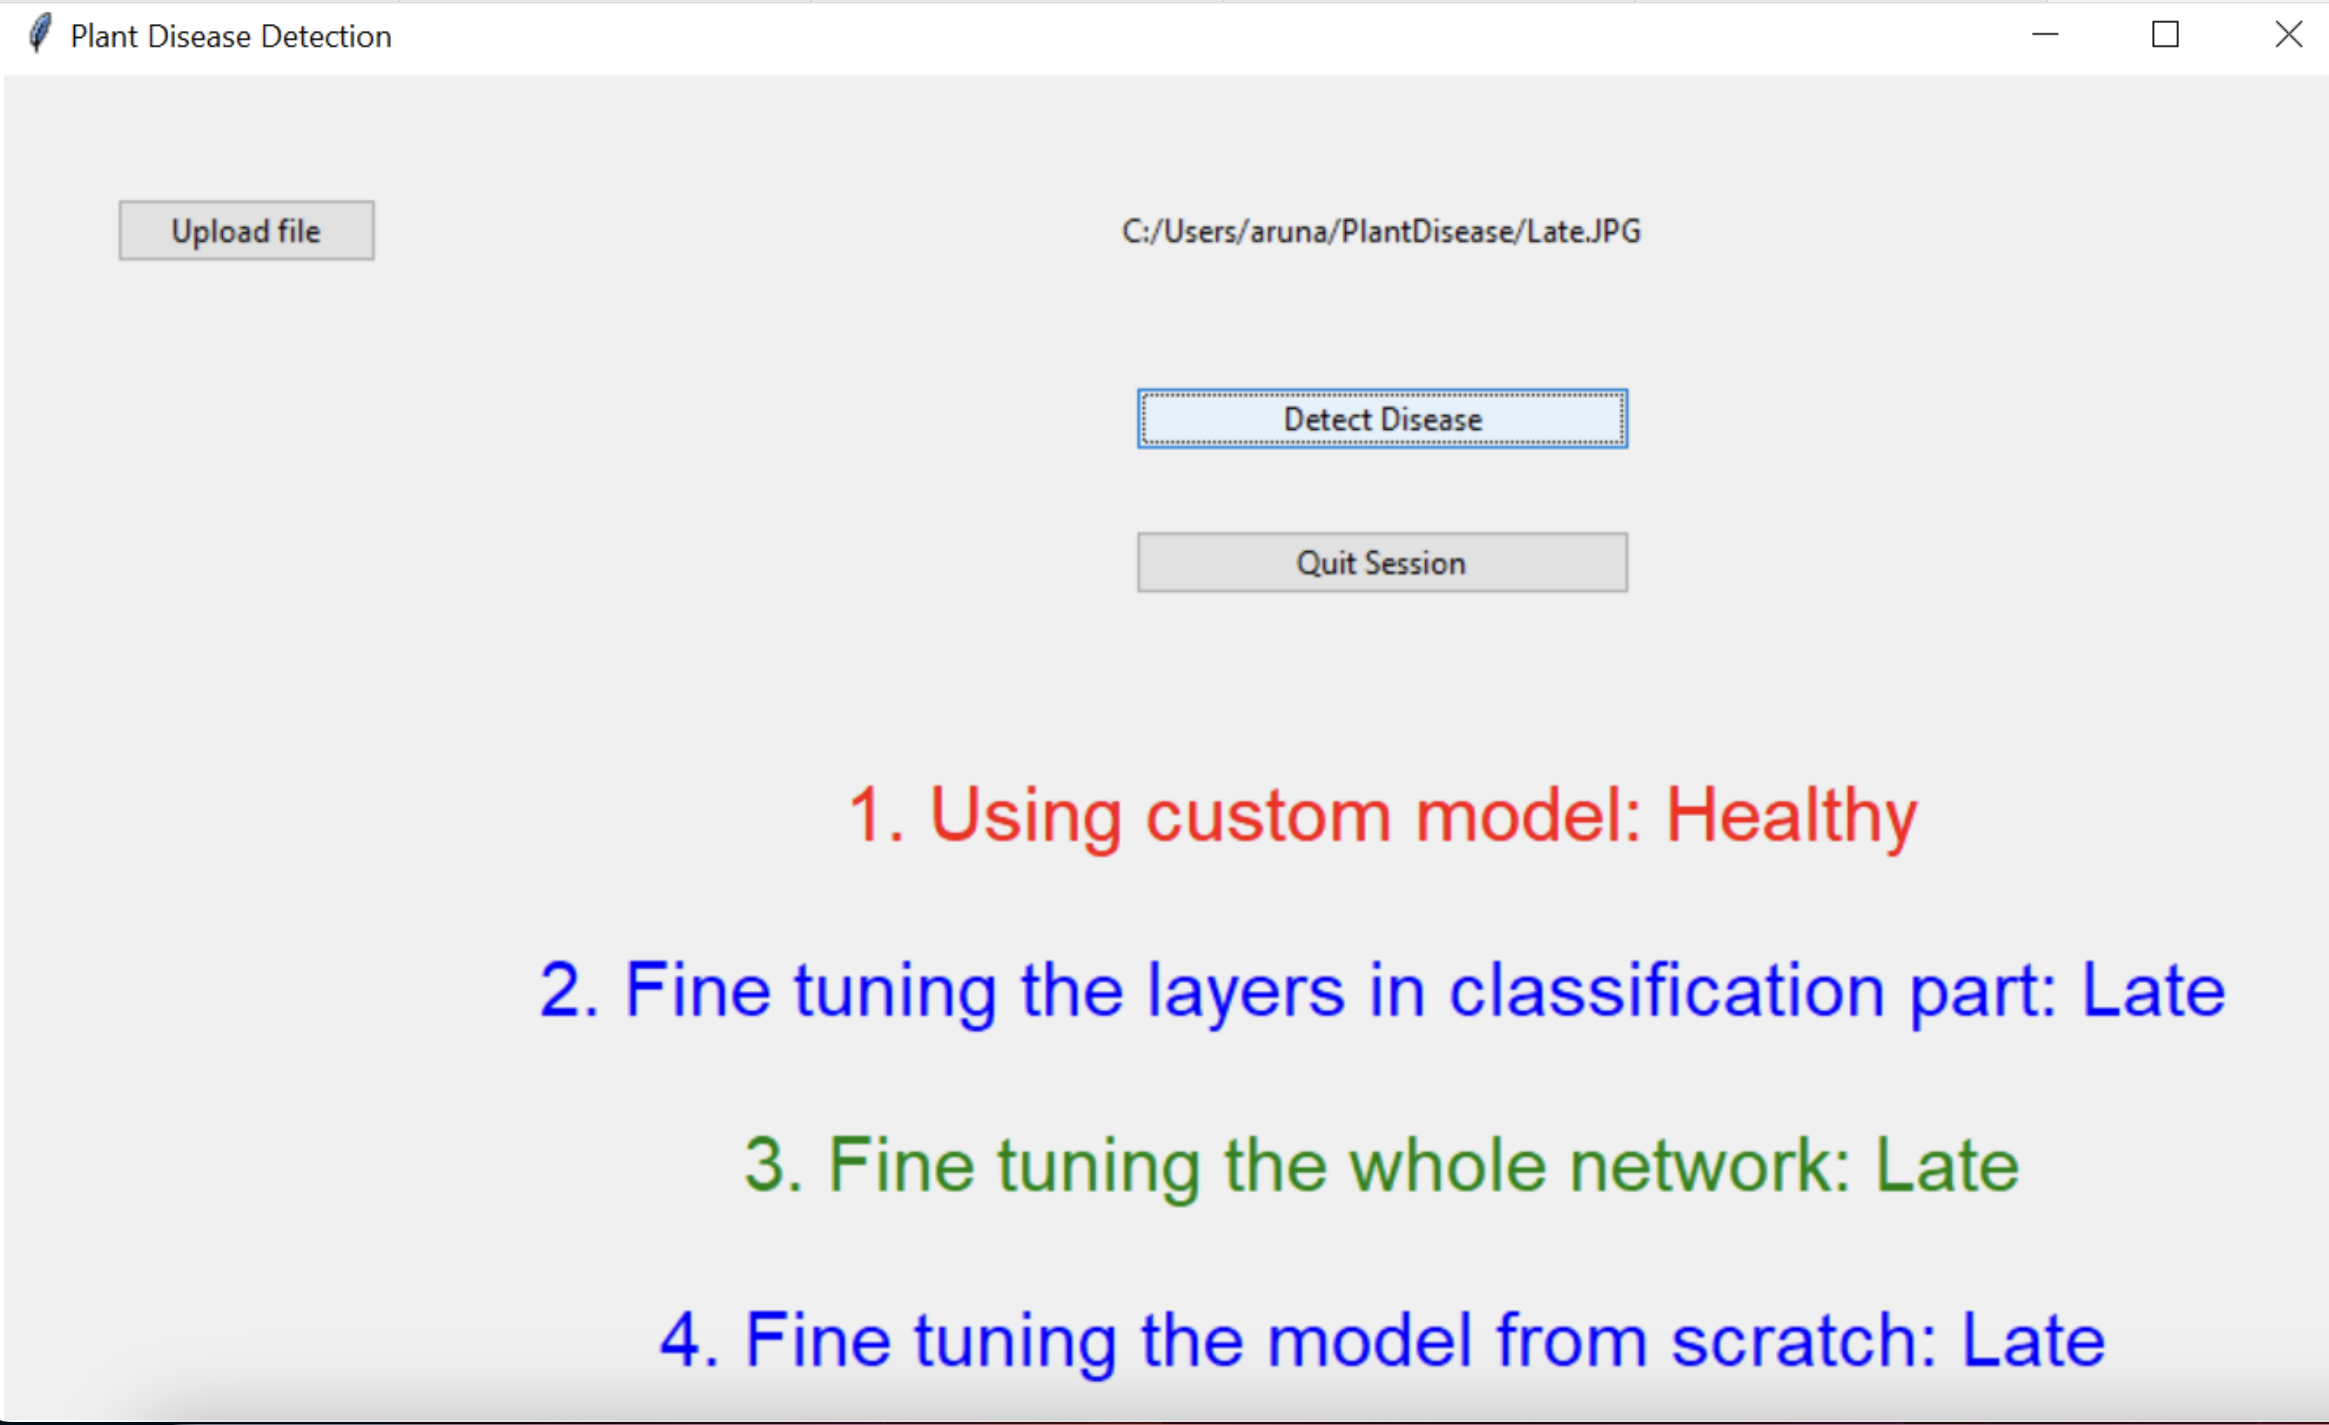 Plant Disease Detection
Upload file
C:/Users/aruna/PlantDisease/Late.JPG
Detect Disease
Quit Session
1. Using custom model: Healthy
2. Fine tuning the layers in classification part: Late
3. Fine tuning the whole network: Late
4. Fine tuning the model from scratch: Late